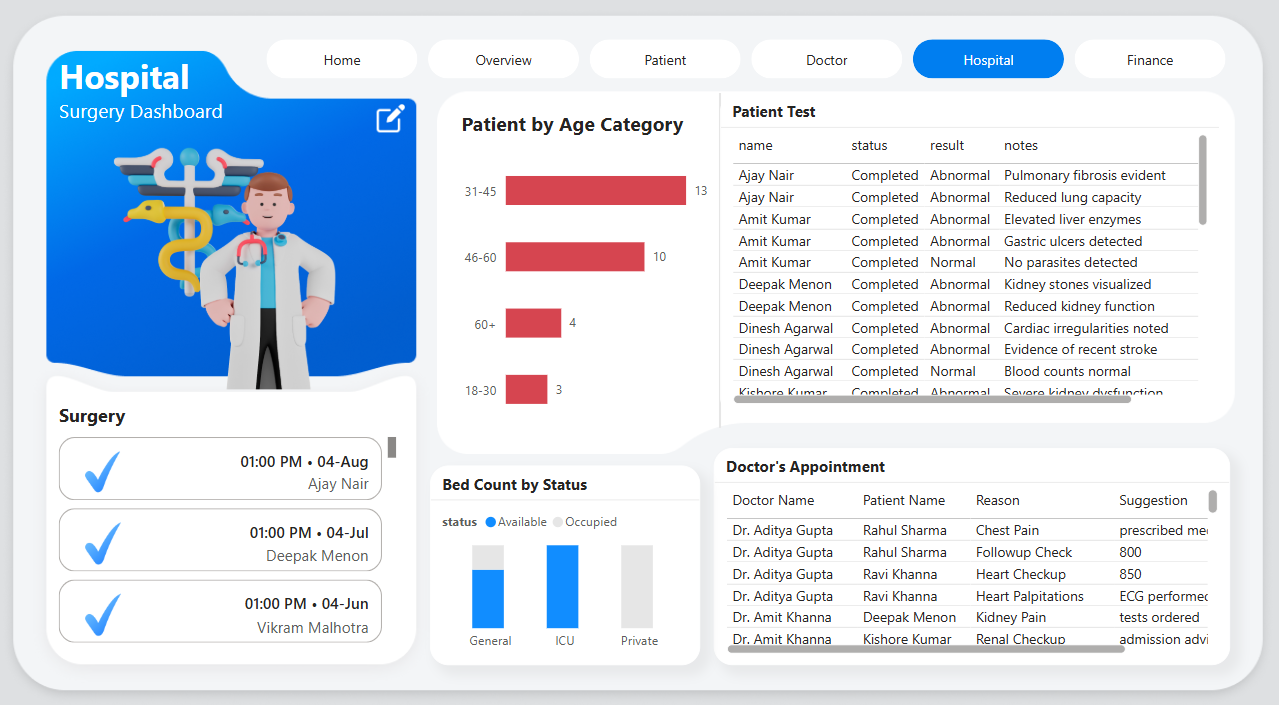 Hospital
Surgery Dashboard
Home
Overview
Patient
Doctor
Hospital
Finance
Patient by Age Category
31-45 13
46-60 10
60+ 4
18-30 3
Patient Test
name status result notes
Ajay Nair Completed Abnormal Pulmonary fibrosis evident
Ajay Nair Completed Abnormal Reduced lung capacity
Amit Kumar Completed Abnormal Elevated liver enzymes
Amit Kumar Completed Abnormal Gastric ulcers detected
Amit Kumar Completed Normal No parasites detected
Deepak Menon Completed Abnormal Kidney stones visualized
Deepak Menon Completed Abnormal Reduced kidney function
Dinesh Agarwal Completed Abnormal Cardiac irregularities noted
Dinesh Agarwal Completed Abnormal Evidence of recent stroke
Dinesh Agarwal Completed Normal Blood counts normal
Kishore Kumar Completed Abnormal Severe kidney dysfunction
Surgery
01:00 PM • 04-Aug
Ajay Nair
01:00 PM • 04-Jul
Deepak Menon
01:00 PM • 04-Jun
Vikram Malhotra
Bed Count by Status
status Available Occupied
General ICU Private
Doctor's Appointment
Doctor Name Patient Name Reason Suggestion
Dr. Aditya Gupta Rahul Sharma Chest Pain prescribed
Dr. Aditya Gupta Rahul Sharma Followup Check 800
Dr. Aditya Gupta Ravi Khanna Heart Checkup 850
Dr. Aditya Gupta Ravi Khanna Heart Palpitations ECG performed
Dr. Amit Khanna Deepak Menon Kidney Pain tests ordered
Dr. Amit Khanna Kishore Kumar Renal Checkup admission